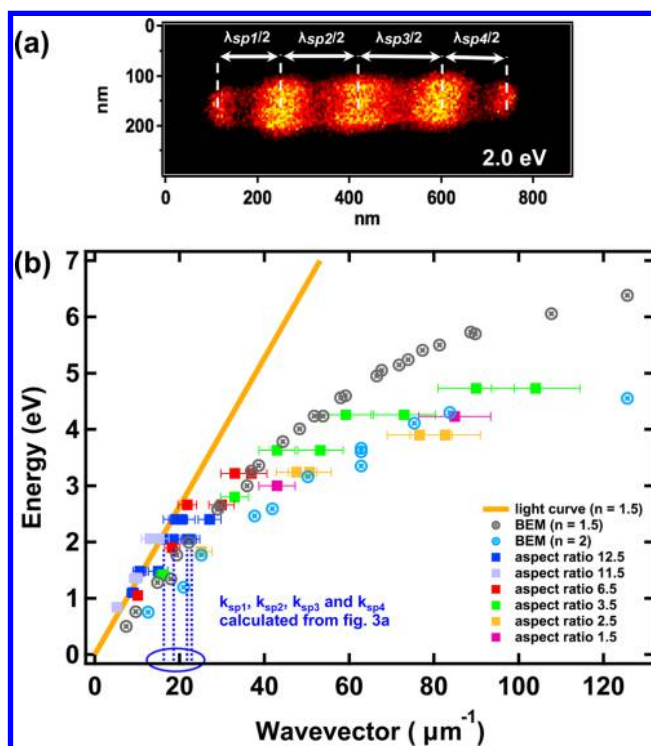 (a)
0
100
200
nm
λsp1/2 λsp2/2 λsp3/2 λsp4/2
2.0 eV
0 200 400 600 800
nm
(b)
7
6
5
4
3
2
1
0
Energy (eV)
light curve (n = 1.5)
BEM (n = 1.5)
BEM (n = 2)
aspect ratio 12.5
aspect ratio 11.5
aspect ratio 6.5
aspect ratio 3.5
aspect ratio 2.5
aspect ratio 1.5
ksp1, ksp2, ksp3 and ksp4
calculated from fig. 3a
0 20 40 60 80 100 120
Wavevector ( µm⁻¹)